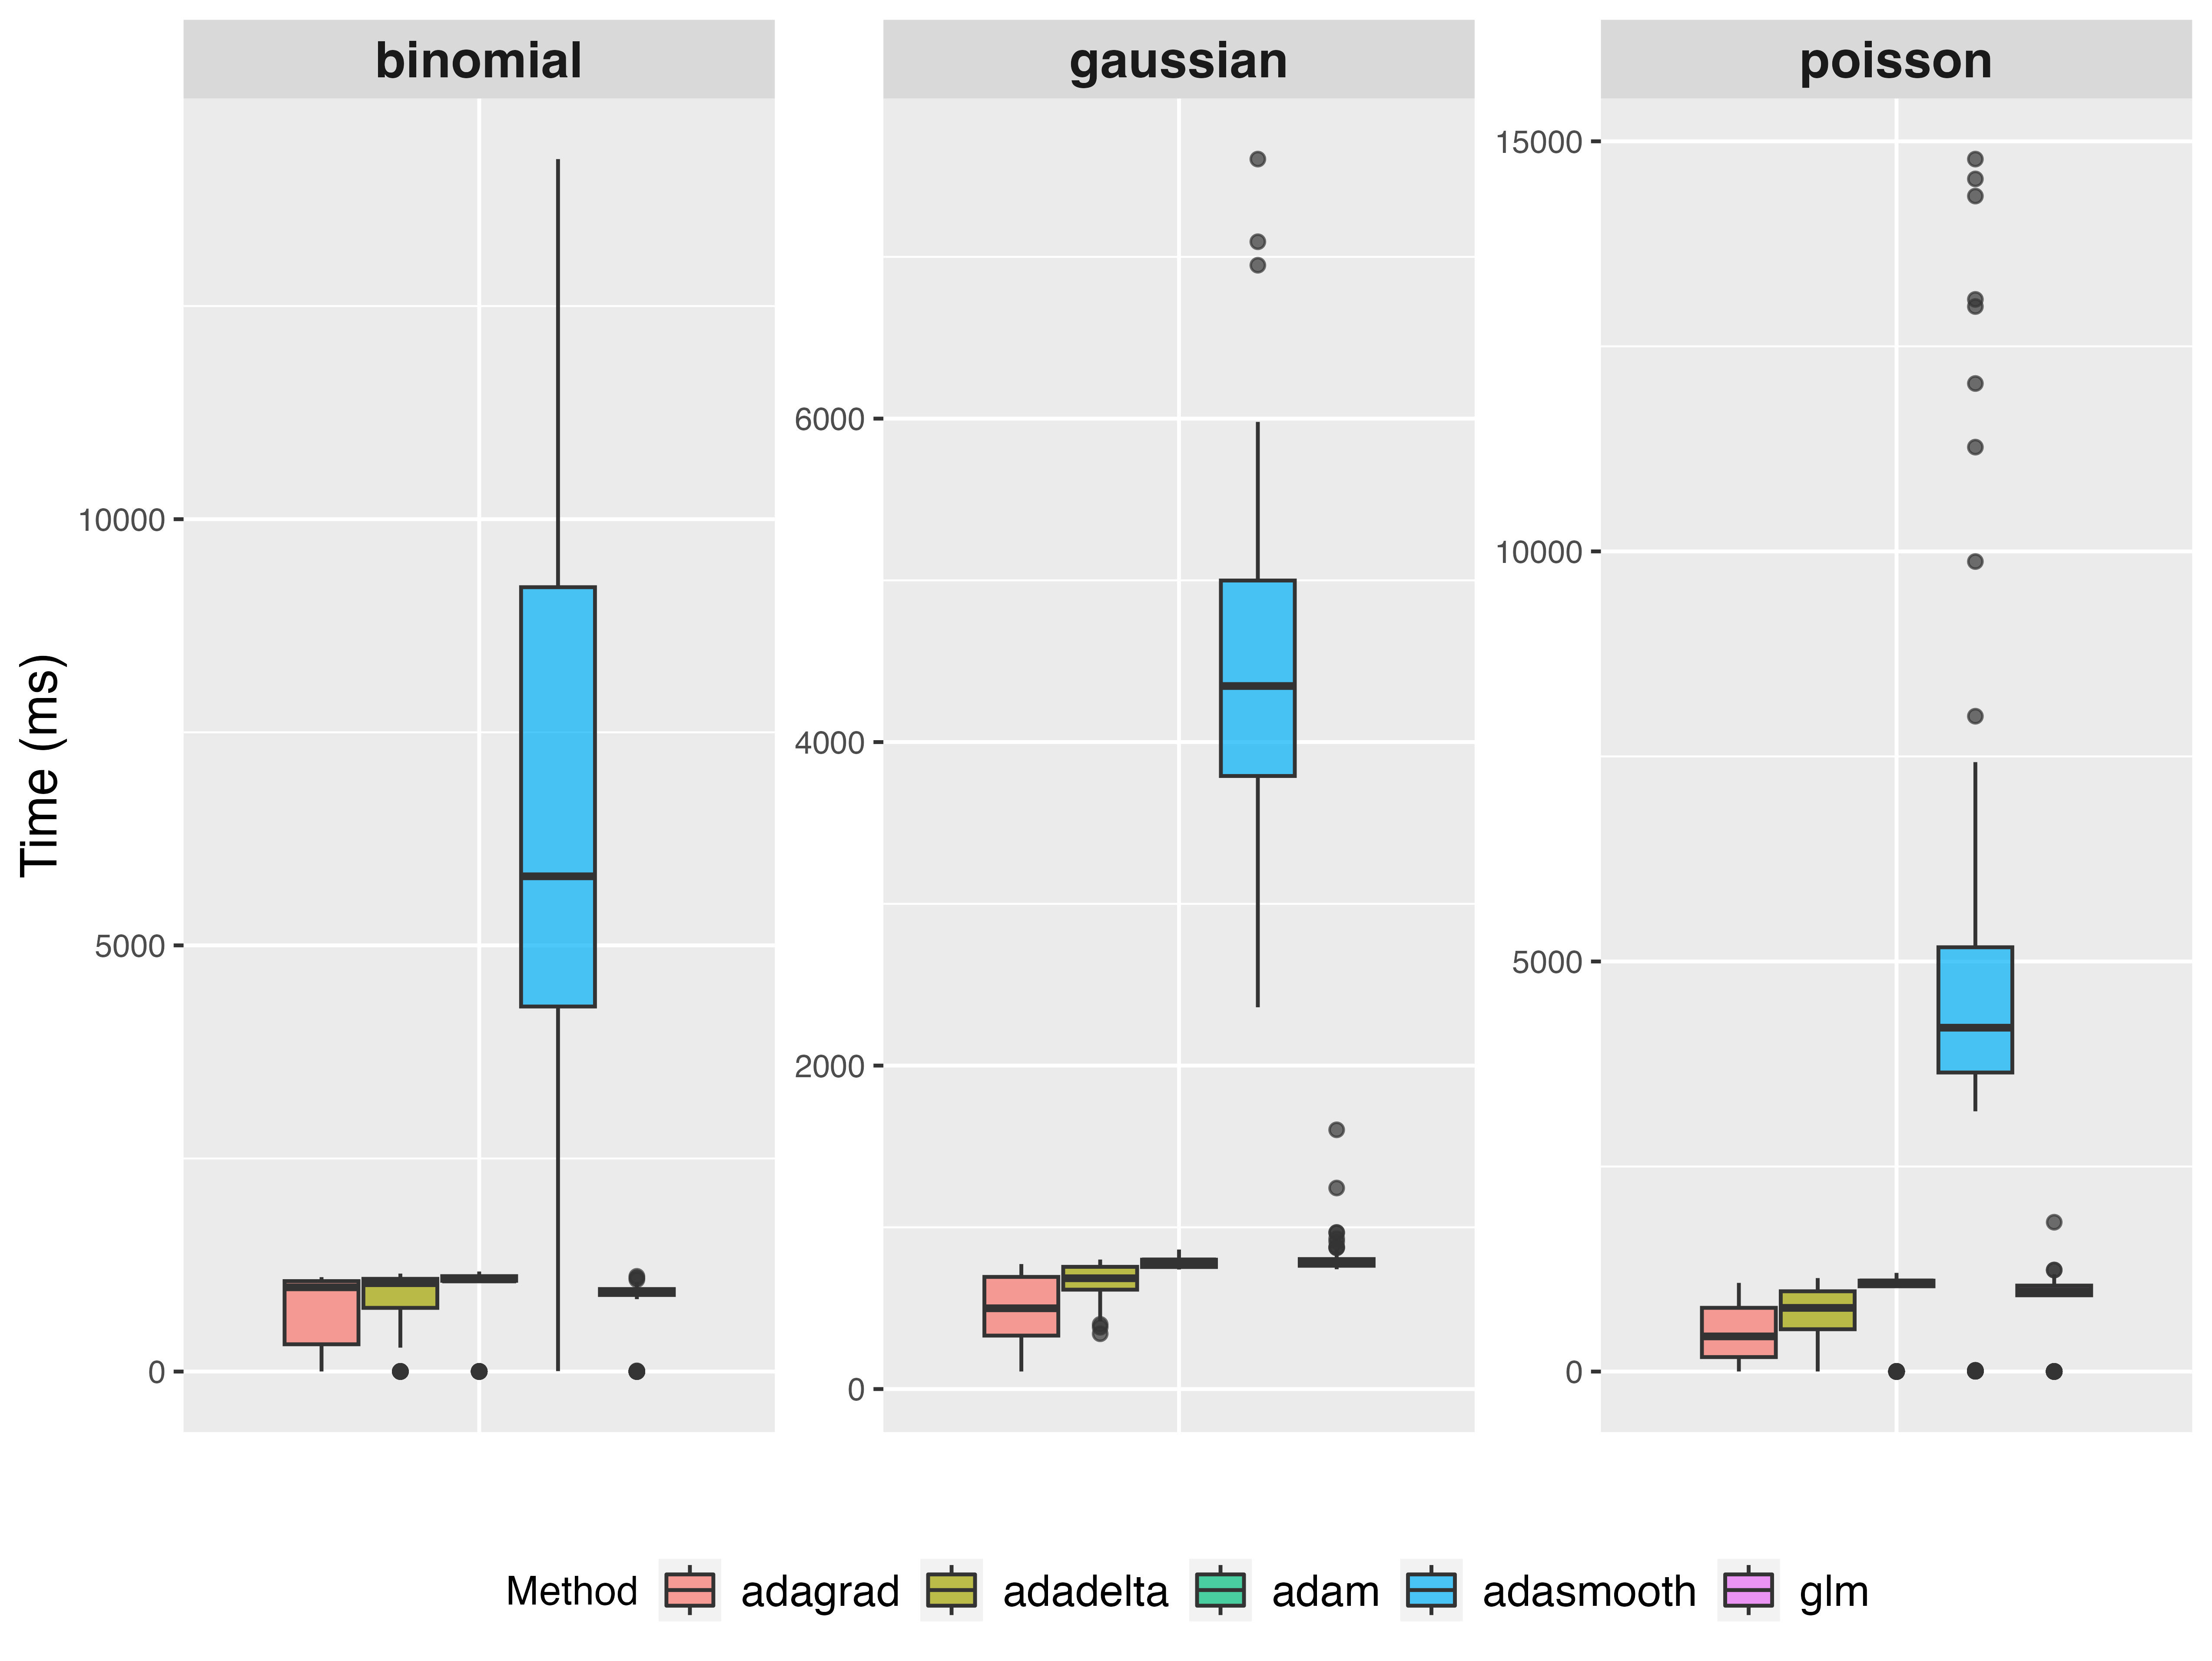 binomial
gaussian
poisson
Time (ms)
10000
5000
0
6000
4000
2000
0
15000
10000
5000
0
Method adagrad adadelta adam adasmooth glm